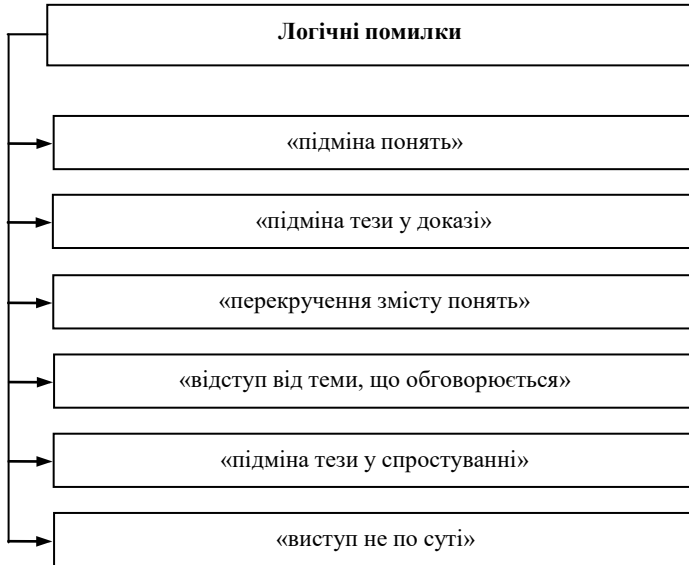 Логічні помилки
«підміна понять»
«підміна тези у доказі»
«перекручення змісту понять»
«відступ від теми, що обговорюється»
«підміна тези у спростуванні»
«виступ не по суті»